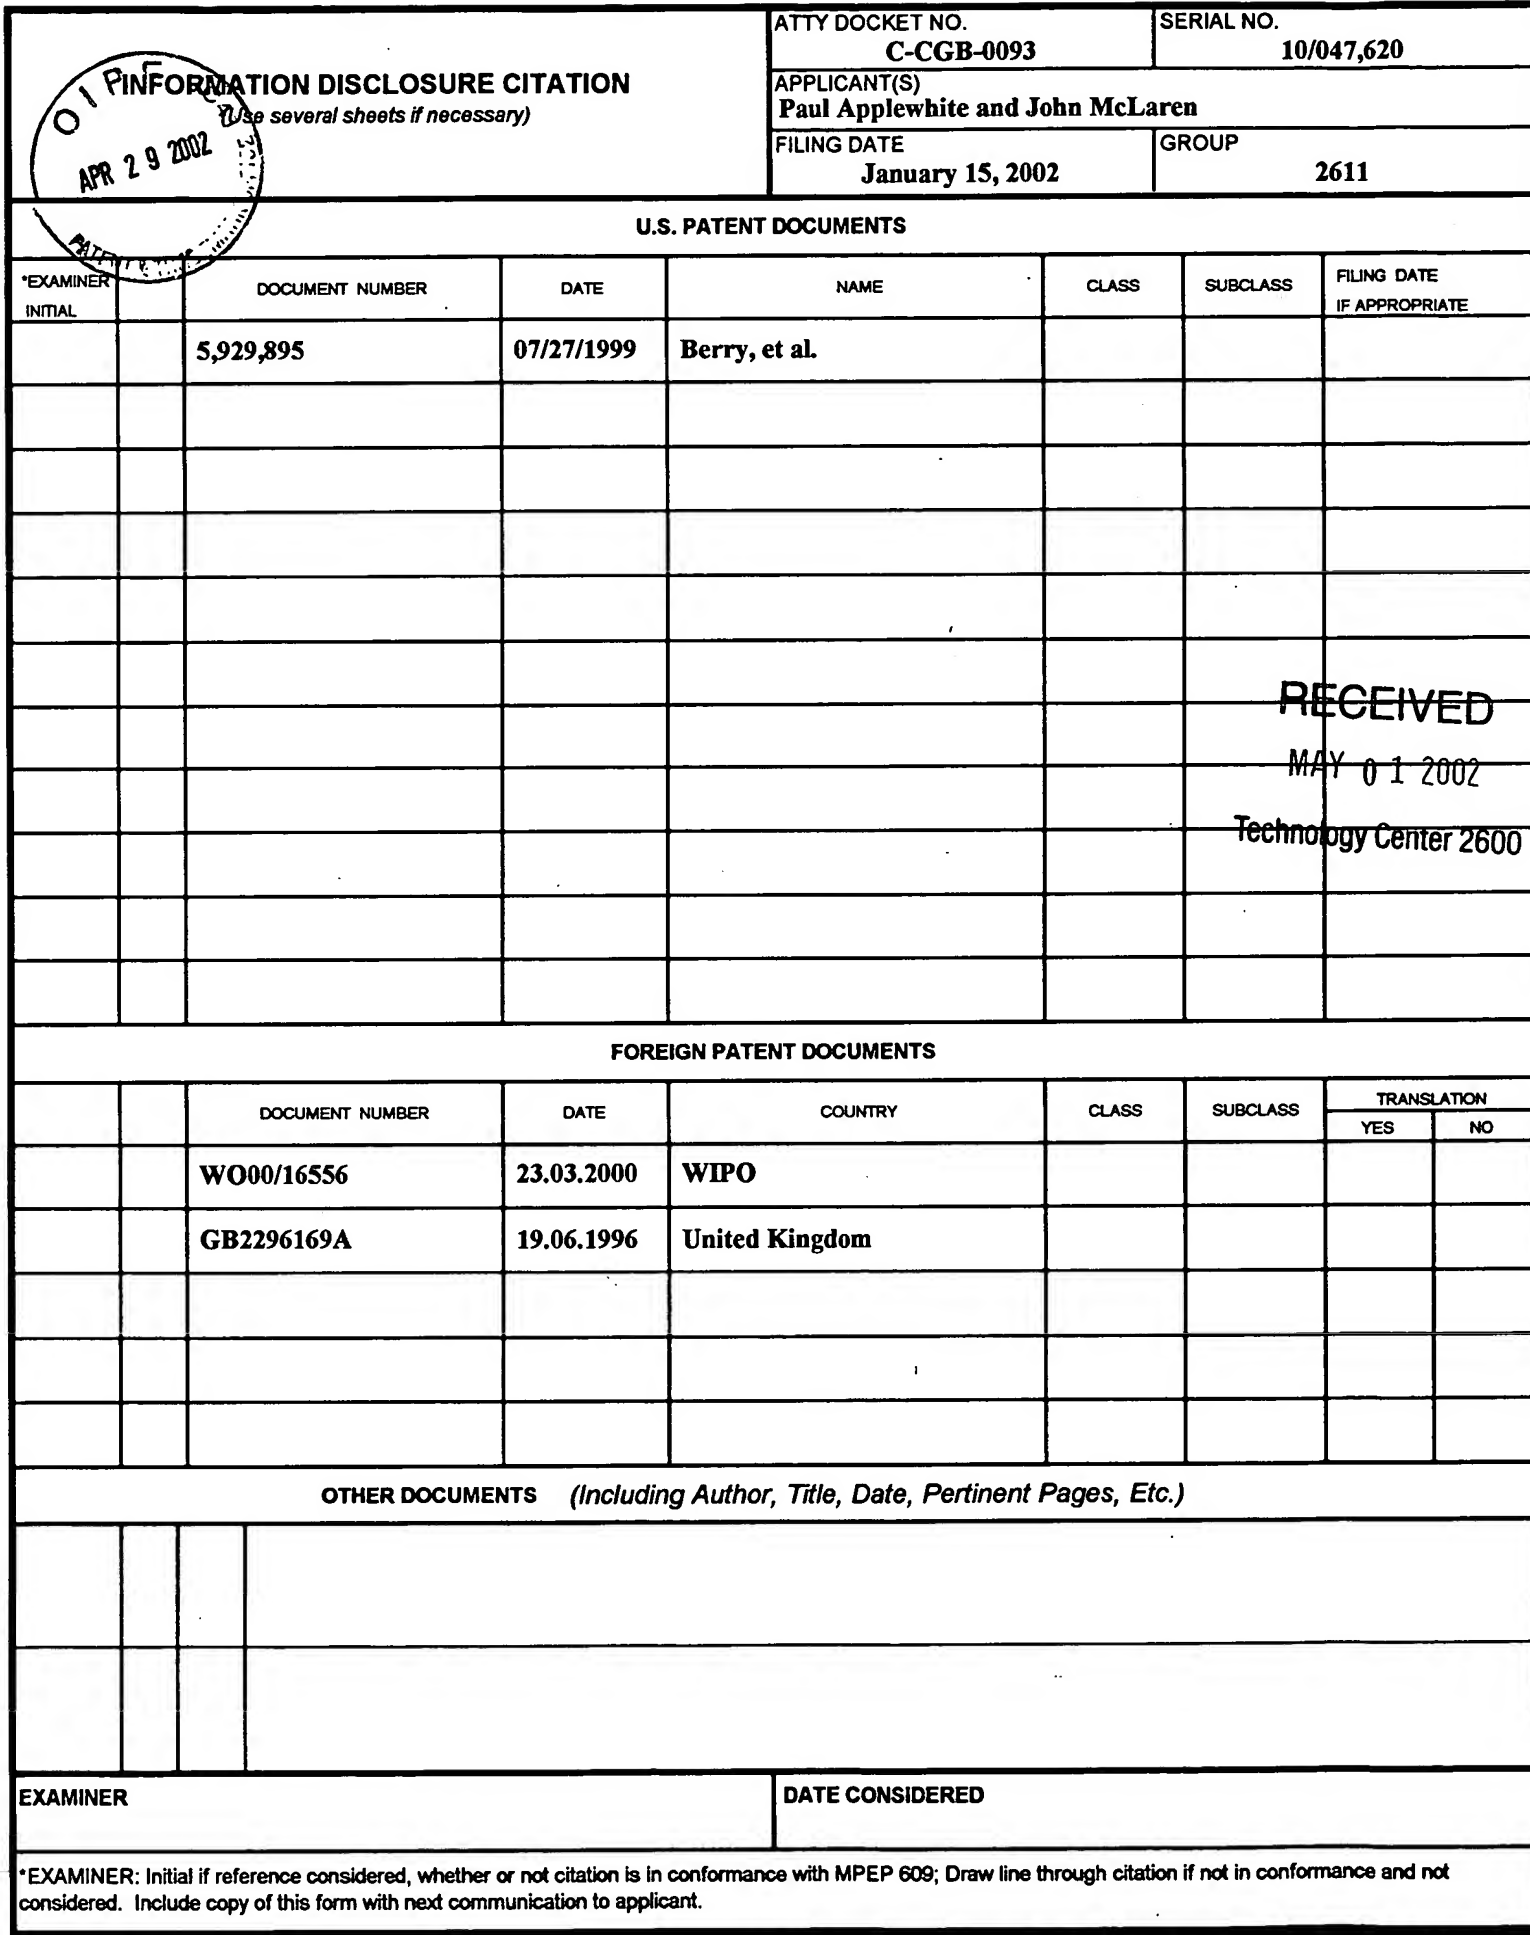 ATTY DOCKET NO.
C-CGB-0093
SERIAL NO.
10/047,620
INFORMATION DISCLOSURE CITATION
(Use several sheets if necessary)
APPLICANT(S)
Paul Applewhite and John McLaren
FILING DATE
January 15, 2002
GROUP
2611
O I P E
APR 2 9 2002
U.S. PATENT DOCUMENTS
*EXAMINER INITIAL
DOCUMENT NUMBER
DATE
NAME
CLASS
SUBCLASS
FILING DATE
IF APPROPRIATE
5,929,895
07/27/1999
Berry, et al.
RECEIVED
MAY 0 1 2002
Technology Center 2600
FOREIGN PATENT DOCUMENTS
DOCUMENT NUMBER
DATE
COUNTRY
CLASS
SUBCLASS
TRANSLATION
YES
NO
WO00/16556
23.03.2000
WIPO
GB2296169A
19.06.1996
United Kingdom
OTHER DOCUMENTS (Including Author, Title, Date, Pertinent Pages, Etc.)
EXAMINER
DATE CONSIDERED
*EXAMINER: Initial if reference considered, whether or not citation is in conformance with MPEP 609; Draw line through citation if not in conformance and not
considered. Include copy of this form with next communication to applicant.